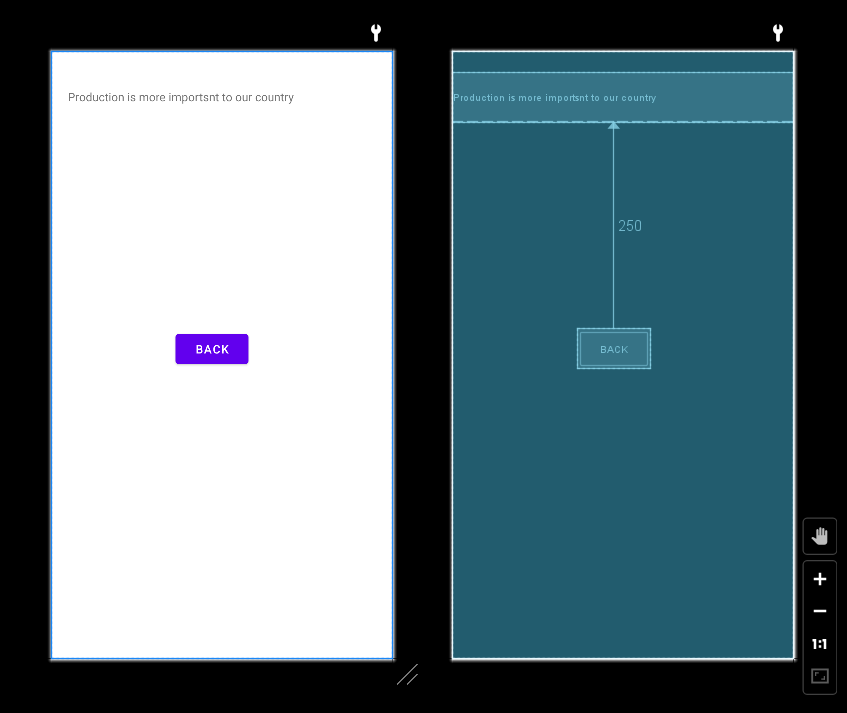 Production is more importsnt to our country
BACK
Production is more importsnt to our country
250
BACK
1:1